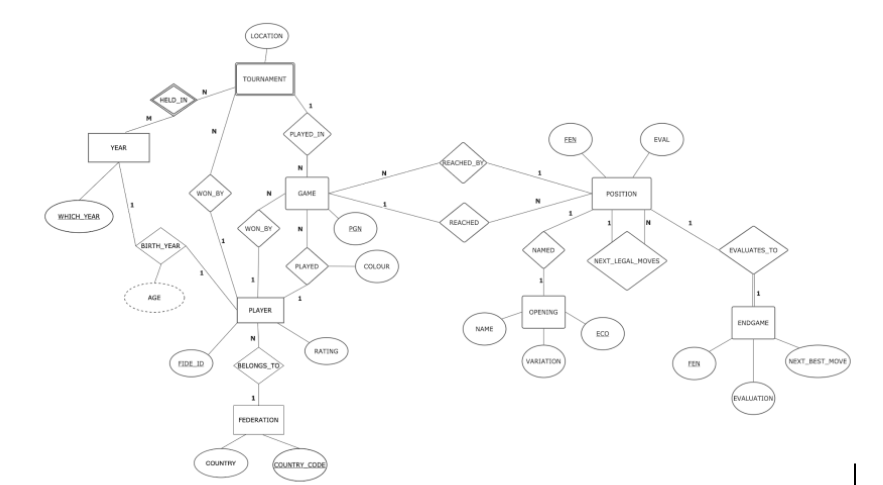 LOCATION
TOURNAMENT
HELD_IN
N
M
1
N
PLAYED_IN
YEAR
REACHED_BY
FEN
EVAL
N
1
N
GAME
N
1
POSITION
WON_BY
1
N
WHICH_YEAR
1
WON_BY
N
PGN
REACHED
1
1
N
1
BIRTH_YEAR
NAMED
NEXT_LEGAL_MOVES
EVALUATES_TO
1
1
PLAYED
COLOUR
AGE
1
1
1
1
PLAYER
OPENING
ENDGAME
NAME
ECO
N
RATING
FIDE_ID
BELONGS_TO
VARIATION
FEN
NEXT_BEST_MOVE
1
EVALUATION
FEDERATION
COUNTRY
COUNTRY_CODE